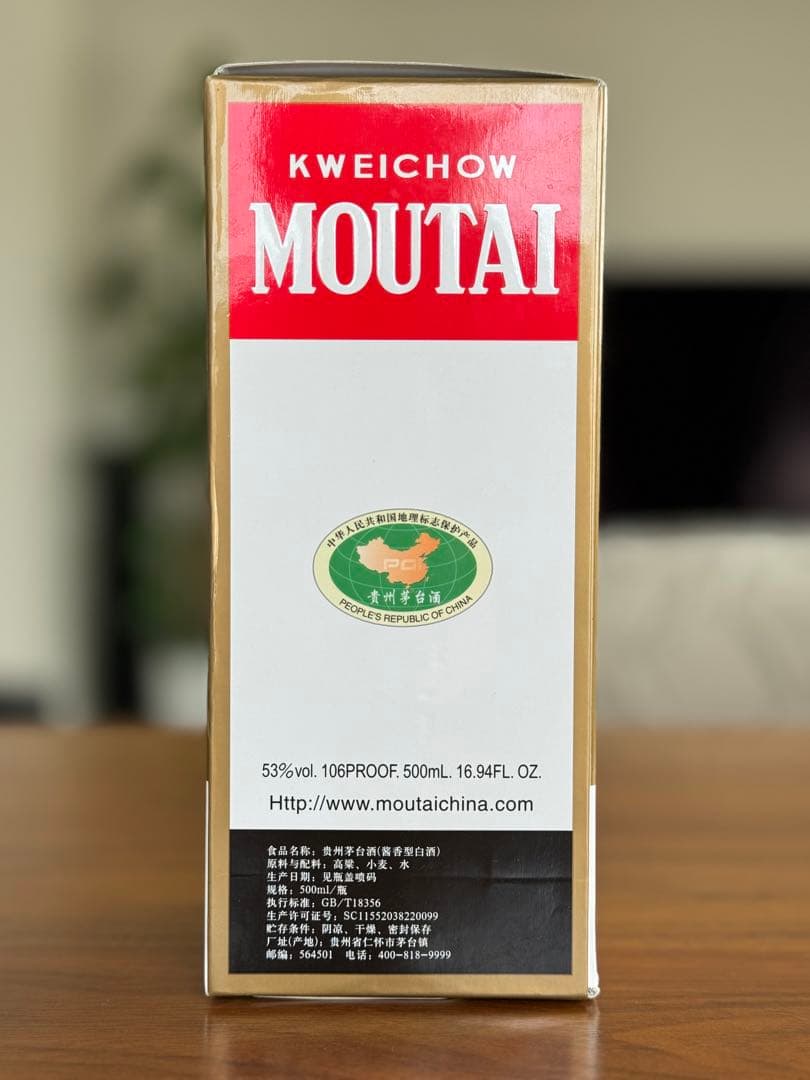 KWEICHOW
MOUTAI
中华人民共和国地理标志保护产品
PGI
贵州茅台酒
PEOPLE'S REPUBLIC OF CHINA
53%vol. 106PROOF. 500mL. 16.94FL. OZ.
Http://www.moutaichina.com
食品名称：贵州茅台酒(酱香型白酒)
原料与配料：高粱、小麦、水
生产日期：见瓶盖喷码
规格：500ml/瓶
执行标准：GB/T18356
生产许可证号：SC11552038220099
贮存条件：阴凉、干燥、密封保存
厂址(产地)：贵州省仁怀市茅台镇
邮编：564501 电话：400-818-9999